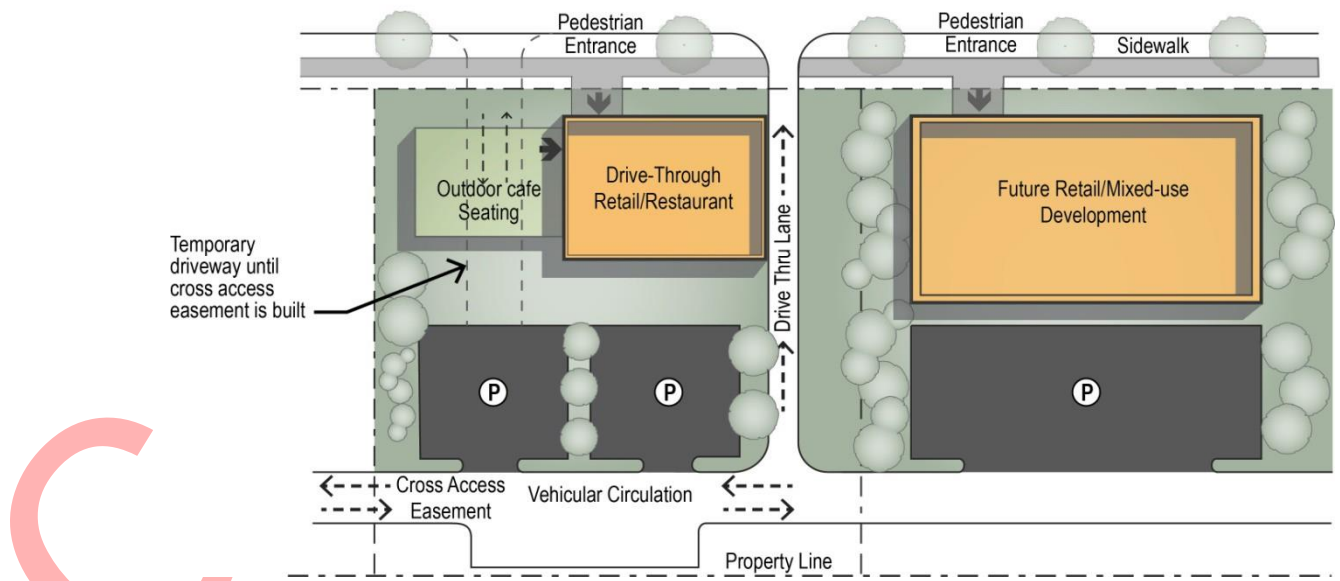 Pedestrian
Entrance
Pedestrian
Entrance
Sidewalk
Outdoor cafe
Seating
Drive-Through
Retail/Restaurant
Drive Thru Lane
Future Retail/Mixed-use
Development
Temporary
driveway until
cross access
easement is built
P
P
P
Cross Access
Easement
Vehicular Circulation
Property Line